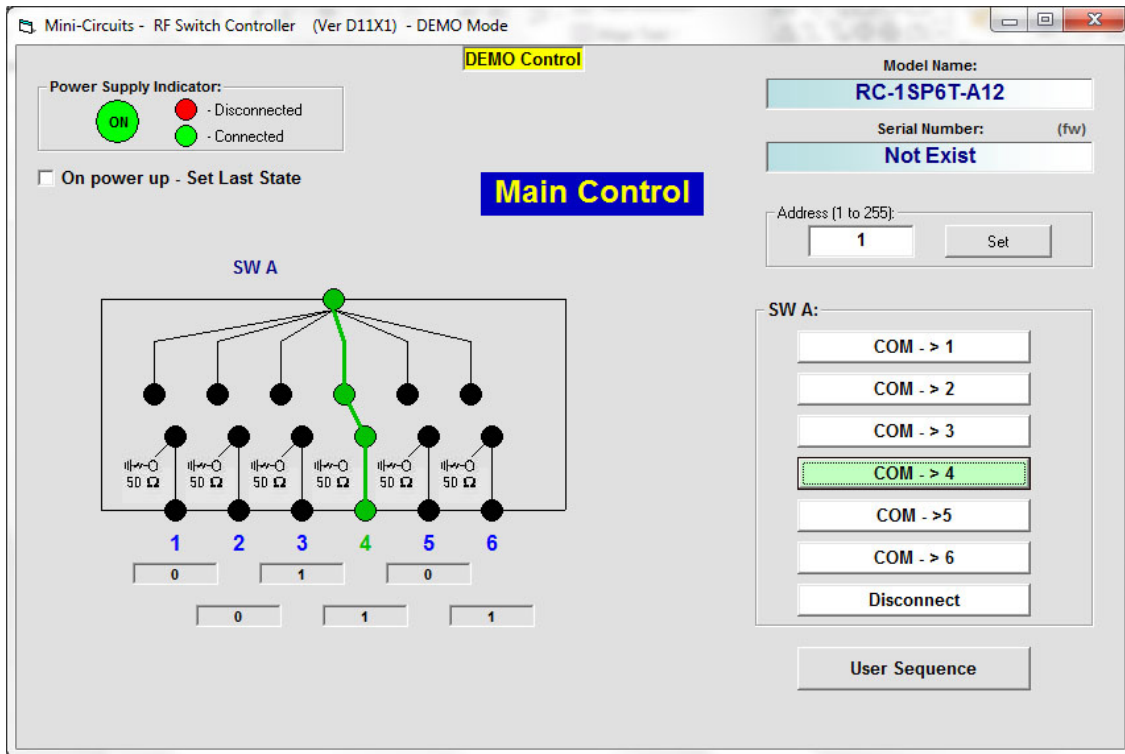 Mini-Circuits - RF Switch Controller (Ver D11X1) - DEMO Mode
DEMO Control
Power Supply Indicator:
ON
- Disconnected
- Connected
On power up - Set Last State
Main Control
Model Name:
RC-1SP6T-A12
Serial Number: (fw)
Not Exist
Address (1 to 255):
1 Set
SW A
50 Ω 50 Ω 50 Ω 50 Ω 50 Ω 50 Ω
1 2 3 4 5 6
0 1 0
0 1 1
SW A:
COM - > 1
COM - > 2
COM - > 3
COM - > 4
COM - >5
COM - > 6
Disconnect
User Sequence